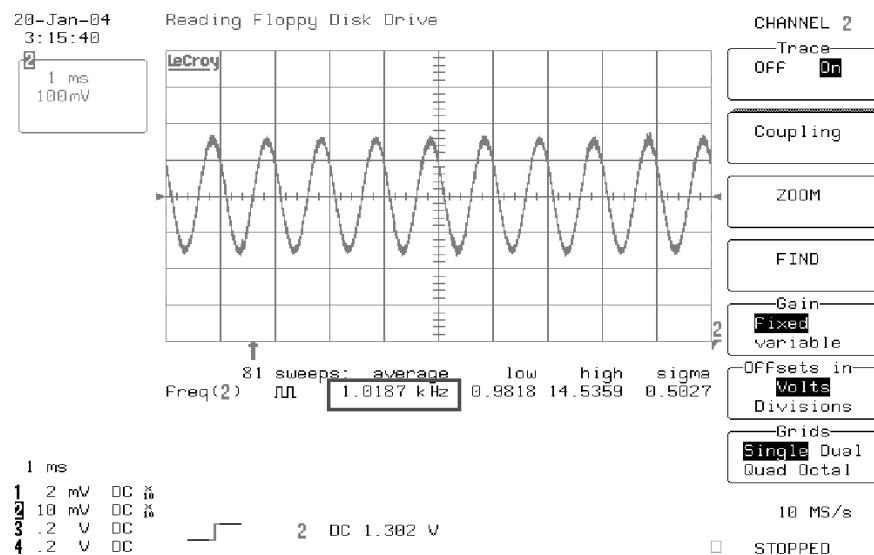 20-Jan-04
3:15:40
Reading Floppy Disk Drive
2
1 ms
100mV
LeCroy
CHANNEL 2
Trace
OFF On
Coupling
ZOOM
FIND
Gain
Fixed
variable
Offsets in
Volts
Divisions
Grids
Single Dual
Quad Octal
2
81 sweeps: average low high sigma
Freq(2) 1.0187 kHz 0.9818 14.5359 0.5027
1 ms
1 2 mV DC X10
2 10 mV DC X10
3 .2 V DC
4 .2 V DC
2 DC 1.302 V
10 MS/s
STOPPED